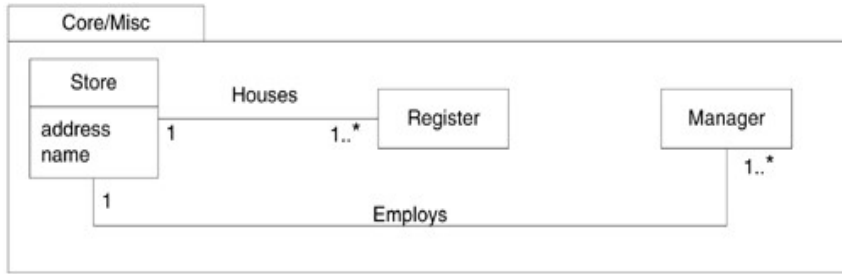 Core/Misc
Store
address
name
Houses
1
1..*
Register
Manager
1..*
1
Employs